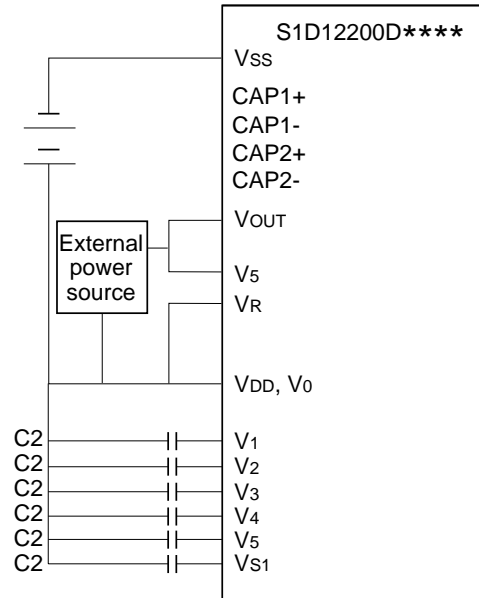 S1D12200D****
VSS
CAP1+
CAP1-
CAP2+
CAP2-
VOUT
External
power
source
V5
VR
VDD, V0
C2 V1
C2 V2
C2 V3
C2 V4
C2 V5
C2 VS1